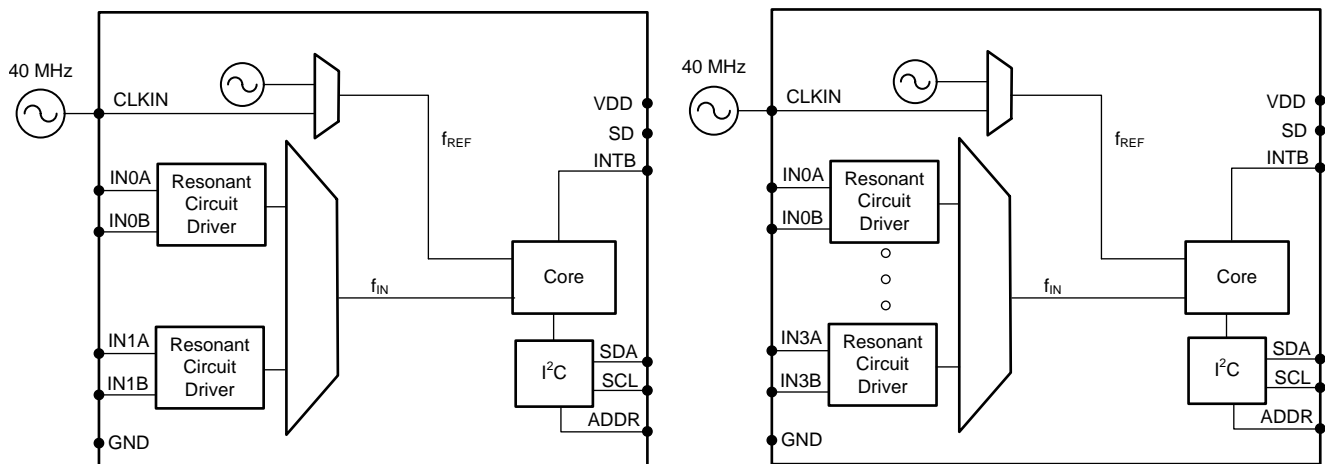 40 MHz
CLKIN
VDD
SD
INTB
fREF
IN0A
IN0B
Resonant
Circuit
Driver
Core
fIN
IN1A
IN1B
Resonant
Circuit
Driver
I²C
SDA
SCL
ADDR
GND
40 MHz
CLKIN
VDD
SD
INTB
fREF
IN0A
IN0B
Resonant
Circuit
Driver
Core
fIN
IN3A
IN3B
Resonant
Circuit
Driver
I²C
SDA
SCL
ADDR
GND